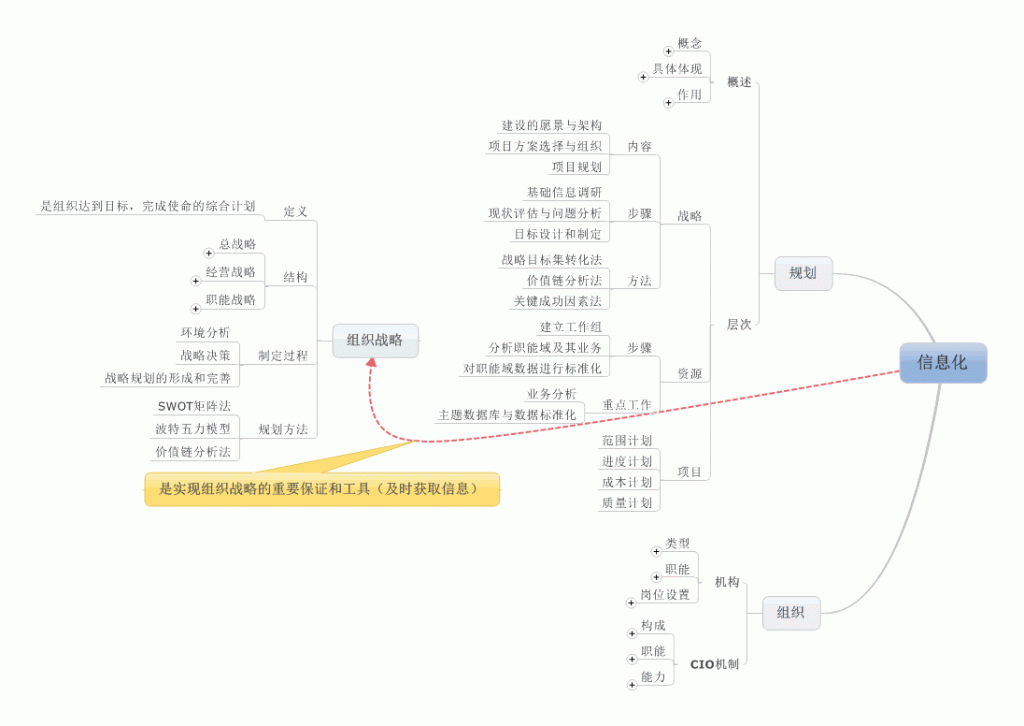 信息化
规划
概述
概念
具体体现
作用
层次
战略
内容
建设的愿景与架构
项目方案选择与组织
项目规划
步骤
基础信息调研
现状评估与问题分析
目标设计和制定
方法
战略目标集转化法
价值链分析法
关键成功因素法
资源
步骤
建立工作组
分析职能域及其业务
对职能域数据进行标准化
重点工作
业务分析
主题数据库与数据标准化
项目
范围计划
进度计划
成本计划
质量计划
组织
机构
类型
职能
岗位设置
CIO机制
构成
职能
能力
组织战略
定义
是组织达到目标，完成使命的综合计划
结构
总战略
经营战略
职能战略
制定过程
环境分析
战略决策
战略规划的形成和完善
规划方法
SWOT矩阵法
波特五力模型
价值链分析法
是实现组织战略的重要保证和工具（及时获取信息）